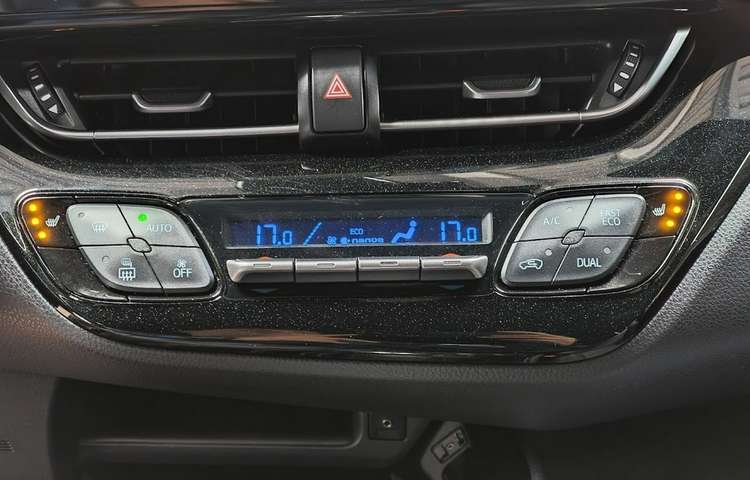 AUTO
OFF
17.0
ECO
nanoe
17.0
A/C
FAST
ECO
DUAL